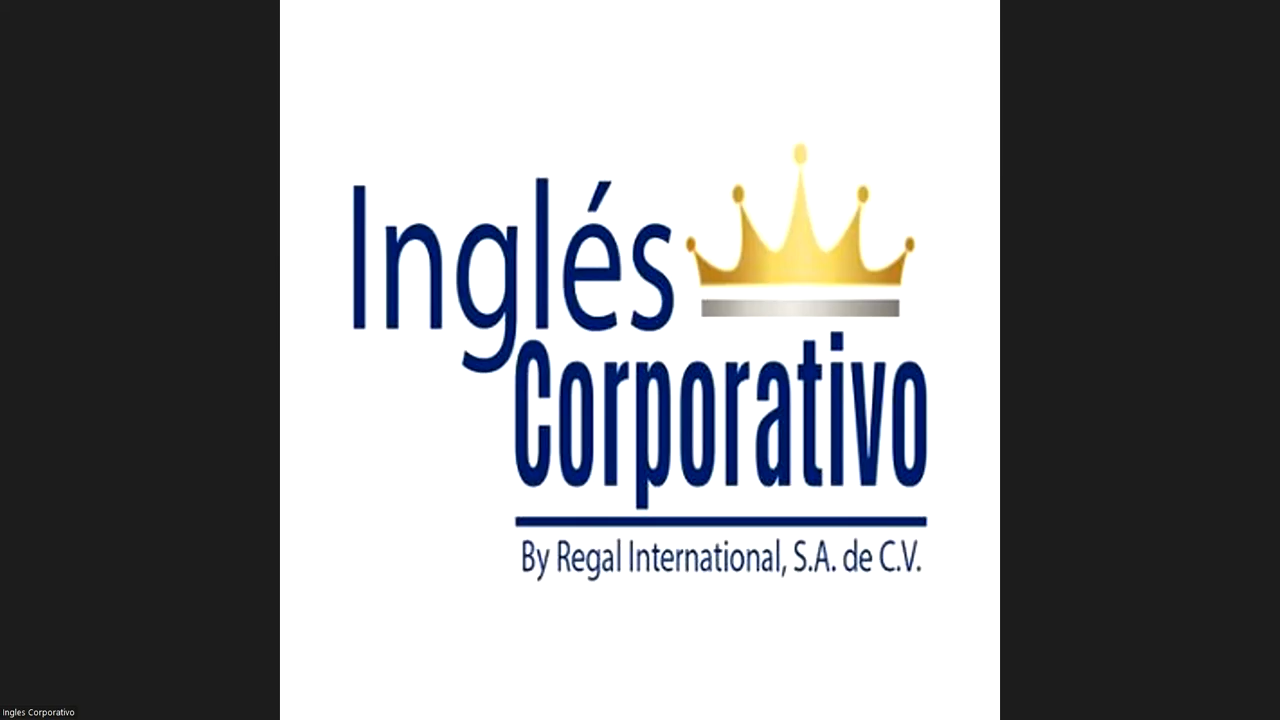 Inglés
Corporativo
By Regal International, S.A. de C.V.
Ingles Corporativo